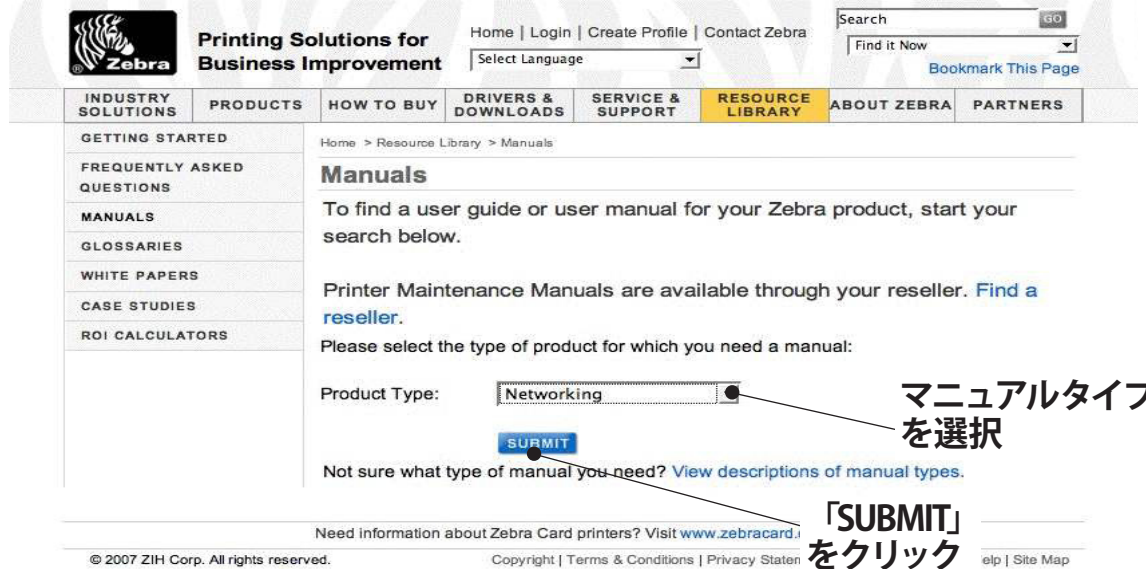 Zebra
®
Printing Solutions for
Business Improvement
Home | Login | Create Profile | Contact Zebra
Select Language
Search
GO
Find it Now
Bookmark This Page
INDUSTRY
SOLUTIONS
PRODUCTS
HOW TO BUY
DRIVERS &
DOWNLOADS
SERVICE &
SUPPORT
RESOURCE
LIBRARY
ABOUT ZEBRA
PARTNERS
GETTING STARTED
FREQUENTLY ASKED
QUESTIONS
MANUALS
GLOSSARIES
WHITE PAPERS
CASE STUDIES
ROI CALCULATORS
Home > Resource Library > Manuals
Manuals
To find a user guide or user manual for your Zebra product, start your
search below.
Printer Maintenance Manuals are available through your reseller. Find a
reseller.
Please select the type of product for which you need a manual:
Product Type:
Networking
マニュアルタイプ
を選択
SUBMIT
Not sure what type of manual you need? View descriptions of manual types.
「SUBMIT」
をクリック
Need information about Zebra Card printers? Visit www.zebracard.
© 2007 ZIH Corp. All rights reserved.
Copyright | Terms & Conditions | Privacy Statem
elp | Site Map